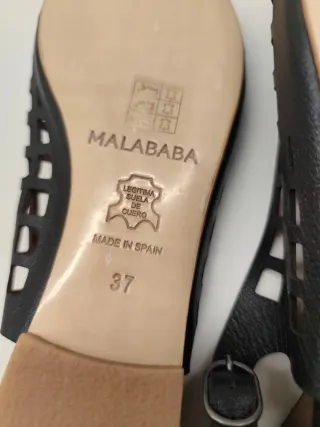 MALABABA
LEGITIMA
SUELA
DE
CUERO
MADE IN SPAIN
37